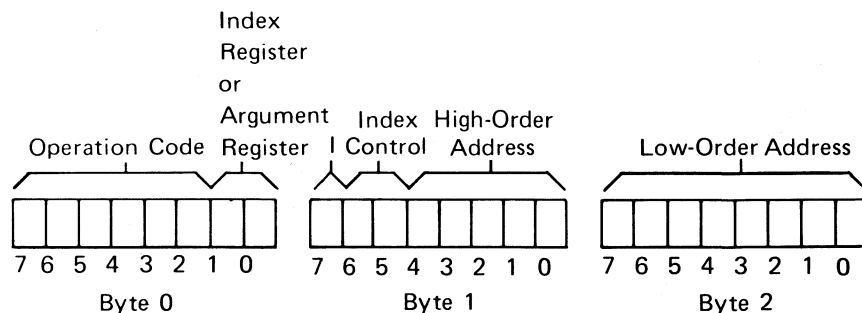 Index
Register
or
Argument
Register
Operation Code
I
Index
Control
High-Order
Address
Low-Order Address
7 6 5 4 3 2 1 0
7 6 5 4 3 2 1 0
7 6 5 4 3 2 1 0
Byte 0
Byte 1
Byte 2